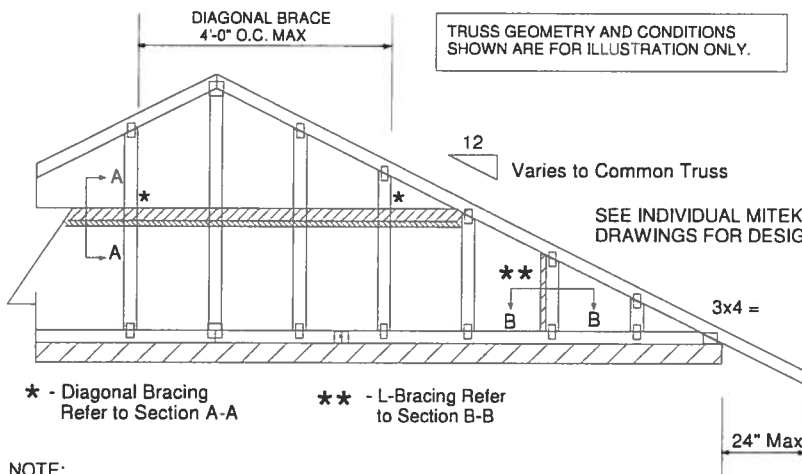 DIAGONAL BRACE
4'-0" O.C. MAX
TRUSS GEOMETRY AND CONDITIONS
SHOWN ARE FOR ILLUSTRATION ONLY.
12
Varies to Common Truss
A
*
*
SEE INDIVIDUAL MITEK
DRAWINGS FOR DESIG
A
**
B
B
3x4 =
* - Diagonal Bracing
Refer to Section A-A
** - L-Bracing Refer
to Section B-B
24" Max
NOTE: